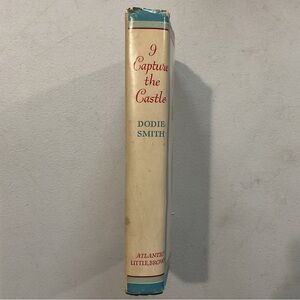 I
Capture
the
Castle
DODIE
SMITH
ATLANTIC
LITTLE, BROWN